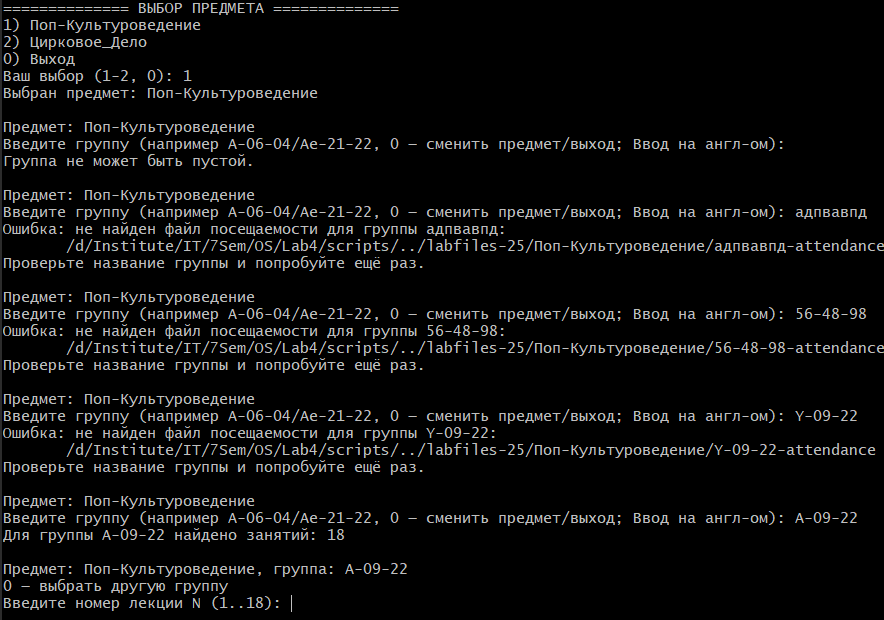 ============== ВЫБОР ПРЕДМЕТА ==============
1) Поп-Культуроведение
2) Цирковое_Дело
0) Выход
Ваш выбор (1-2, 0): 1
Выбран предмет: Поп-Культуроведение
Предмет: Поп-Культуроведение
Введите группу (например A-06-04/Ae-21-22, 0 — сменить предмет/выход; Ввод на англ-ом):
Группа не может быть пустой.
Предмет: Поп-Культуроведение
Введите группу (например A-06-04/Ae-21-22, 0 — сменить предмет/выход; Ввод на англ-ом): адпвавпд
Ошибка: не найден файл посещаемости для группы адпвавпд:
/d/Institute/IT/7Sem/OS/Lab4/scripts/../labfiles-25/Поп-Культуроведение/адпвавпд-attendance
Проверьте название группы и попробуйте ещё раз.
Предмет: Поп-Культуроведение
Введите группу (например A-06-04/Ae-21-22, 0 — сменить предмет/выход; Ввод на англ-ом): 56-48-98
Ошибка: не найден файл посещаемости для группы 56-48-98:
/d/Institute/IT/7Sem/OS/Lab4/scripts/../labfiles-25/Поп-Культуроведение/56-48-98-attendance
Проверьте название группы и попробуйте ещё раз.
Предмет: Поп-Культуроведение
Введите группу (например A-06-04/Ae-21-22, 0 — сменить предмет/выход; Ввод на англ-ом): Y-09-22
Ошибка: не найден файл посещаемости для группы Y-09-22:
/d/Institute/IT/7Sem/OS/Lab4/scripts/../labfiles-25/Поп-Культуроведение/Y-09-22-attendance
Проверьте название группы и попробуйте ещё раз.
Предмет: Поп-Культуроведение
Введите группу (например A-06-04/Ae-21-22, 0 — сменить предмет/выход; Ввод на англ-ом): A-09-22
Для группы A-09-22 найдено занятий: 18
Предмет: Поп-Культуроведение, группа: A-09-22
0 — выбрать другую группу
Введите номер лекции N (1..18):